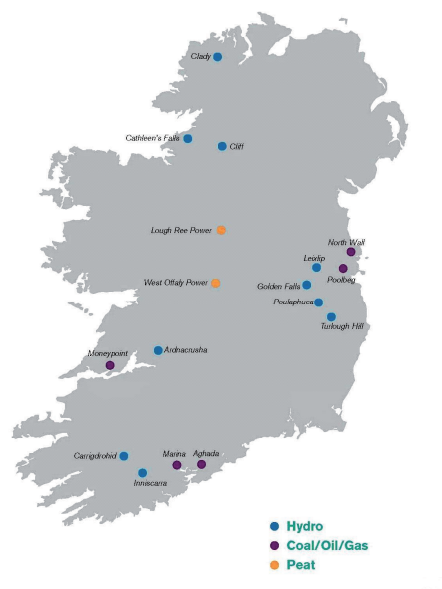 Clady
Cathleen's Falls
Cliff
Lough Ree Power
North Wall
Leixlip
Poolbeg
West Offaly Power
Golden Falls
Poulaphuca
Turlough Hill
Ardnacrusha
Moneypoint
Carrigdrohid
Marina
Aghada
Inniscarra
Hydro
Coal/Oil/Gas
Peat